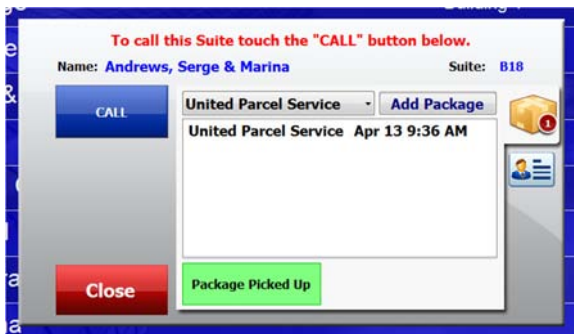 To call this Suite touch the "CALL" button below.
Name: Andrews, Serge & Marina Suite: B18
CALL
United Parcel Service Add Package
1
United Parcel Service Apr 13 9:36 AM
Close
Package Picked Up